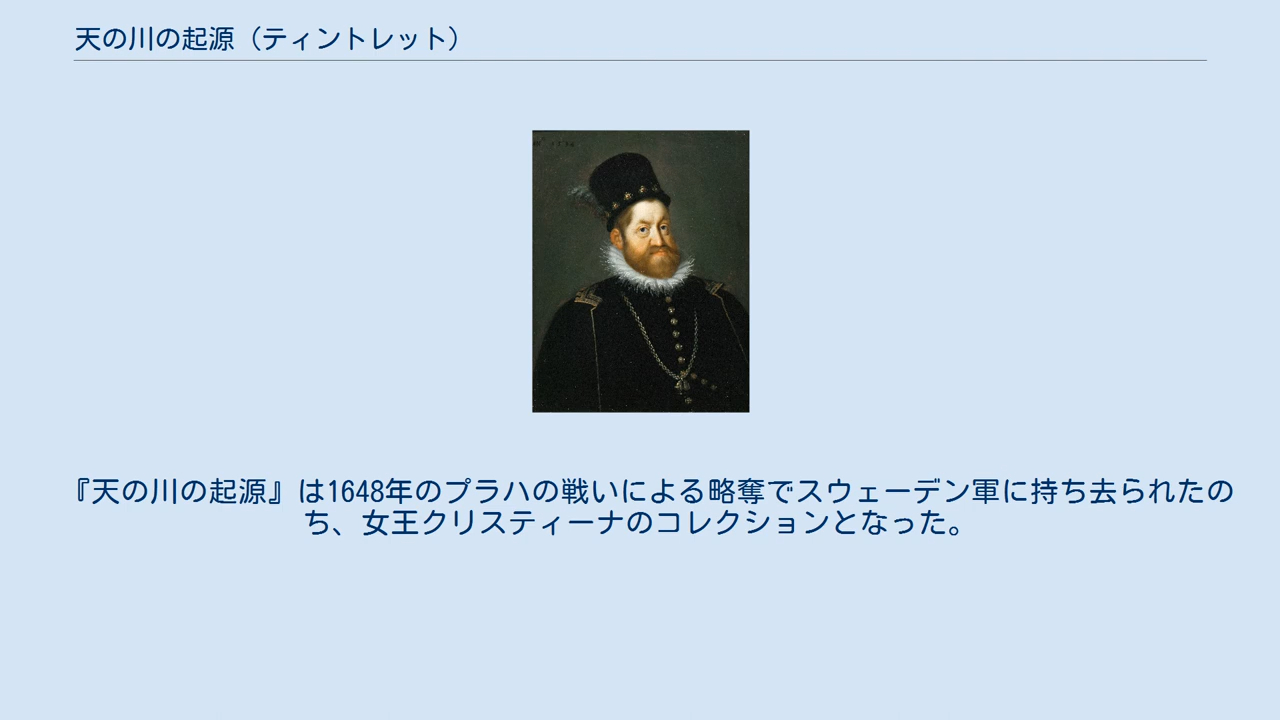 天の川の起源（ティントレット）
『天の川の起源』は1648年のプラハの戦いによる略奪でスウェーデン軍に持ち去られたの
ち、女王クリスティーナのコレクションとなった。